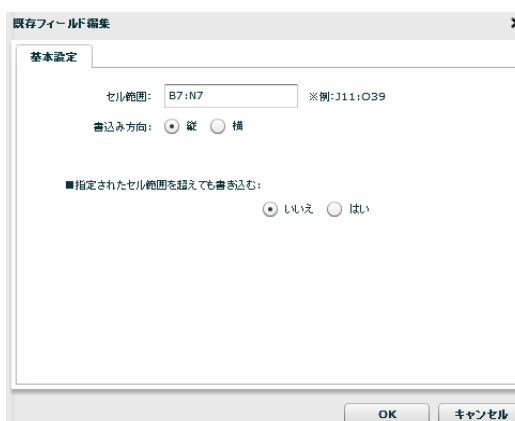 既存フィールド編集
基本設定
セル範囲: B7:N7 ※例:J11:O39
書込み方向: 縦 横
■指定されたセル範囲を超えても書き込む:
いいえ はい
OK キャンセル